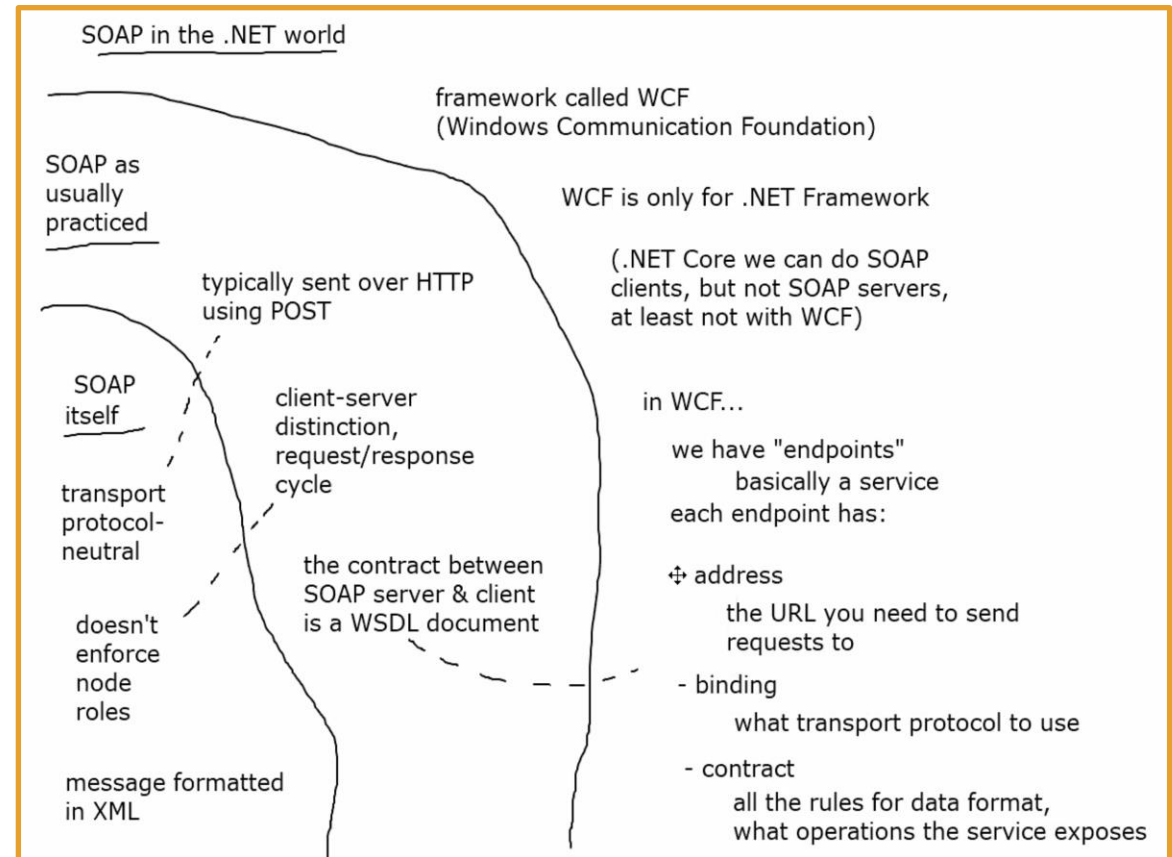 SOAP in the .NET world
framework called WCF
(Windows Communication Foundation)
SOAP as
usually
practiced
WCF is only for .NET Framework
(.NET Core we can do SOAP
clients, but not SOAP servers,
at least not with WCF)
typically sent over HTTP
using POST
SOAP
itself
client-server
distinction,
request/response
cycle
in WCF...
we have "endpoints"
basically a service
each endpoint has:
transport
protocol-
neutral
the contract between
SOAP server & client
is a WSDL document
address
the URL you need to send
requests to
doesn't
enforce
node
roles
- binding
what transport protocol to use
message formatted
in XML
- contract
all the rules for data format,
what operations the service exposes